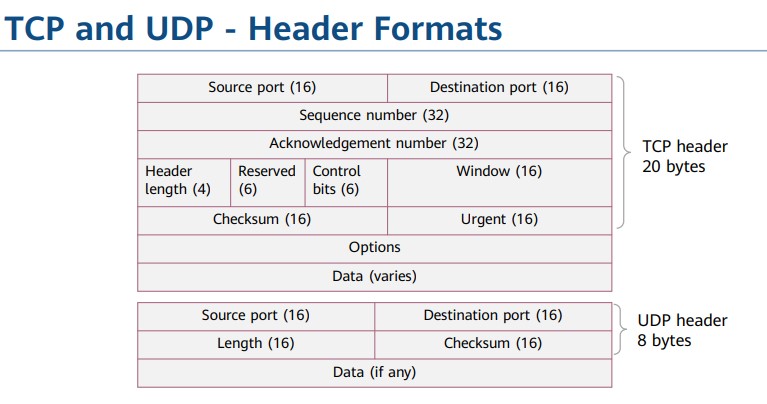 TCP and UDP - Header Formats
Source port (16)
Destination port (16)
Sequence number (32)
Acknowledgement number (32)
Header
length (4)
Reserved
(6)
Control
bits (6)
Window (16)
Checksum (16)
Urgent (16)
Options
Data (varies)
TCP header
20 bytes
Source port (16)
Destination port (16)
Length (16)
Checksum (16)
Data (if any)
UDP header
8 bytes